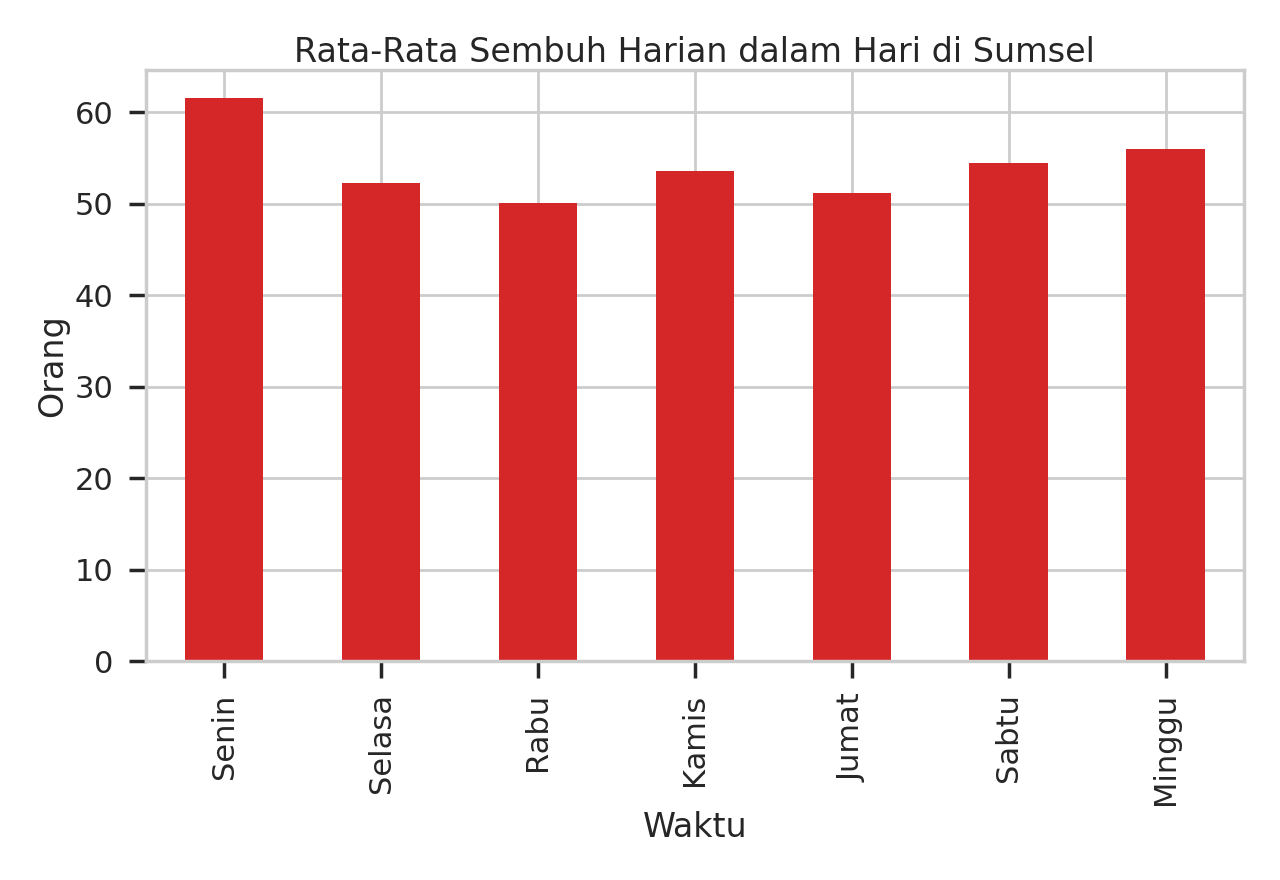 Rata-Rata Sembuh Harian dalam Hari di Sumsel
60
50
40
30
20
10
0
Orang
Senin
Selasa
Rabu
Kamis
Jumat
Sabtu
Minggu
Waktu